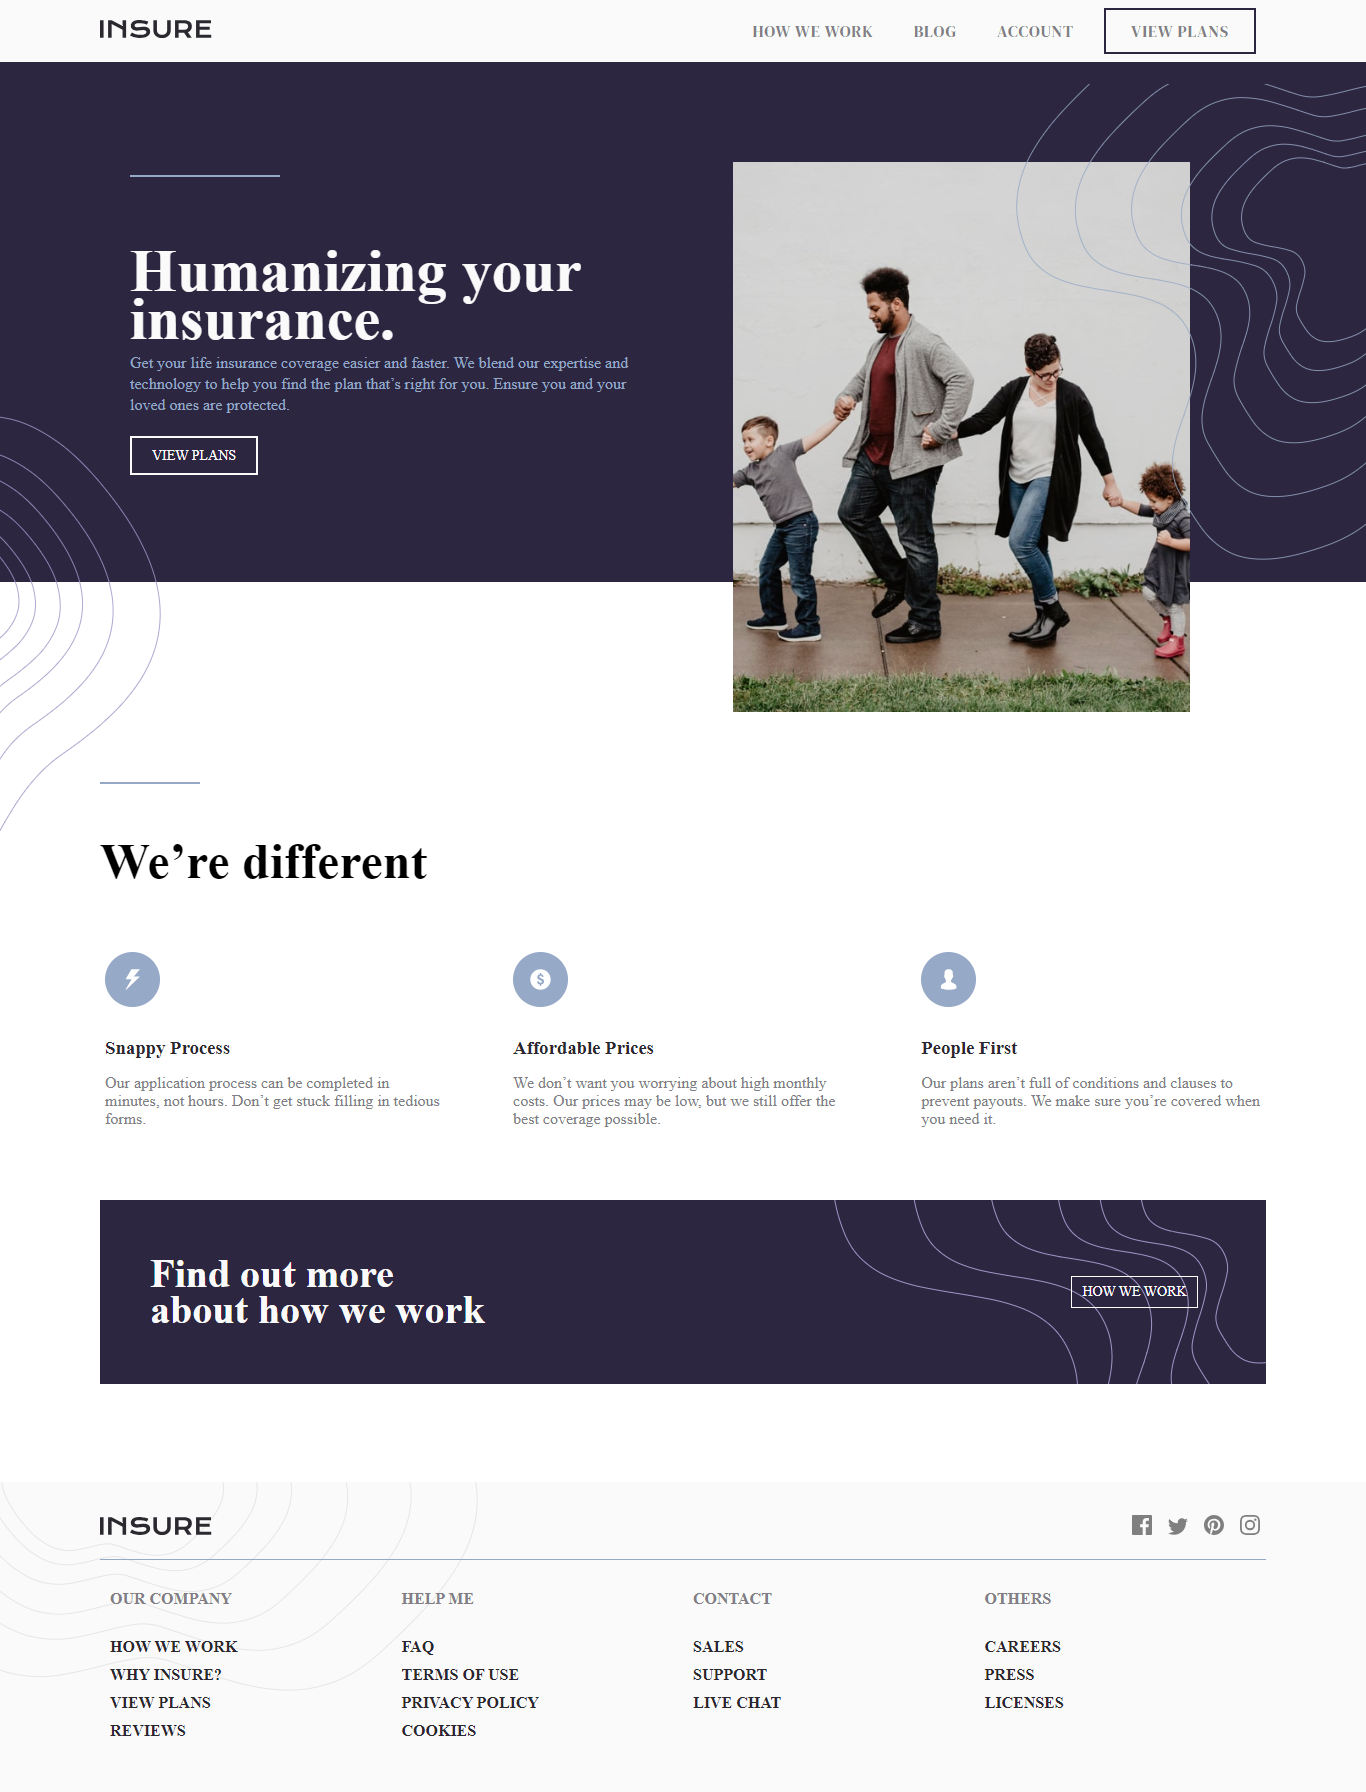 INSURE
HOW WE WORK
BLOG
ACCOUNT
VIEW PLANS
Humanizing your
insurance.
Get your life insurance coverage easier and faster. We blend our expertise and
technology to help you find the plan that’s right for you. Ensure you and your
loved ones are protected.
VIEW PLANS
We’re different
Snappy Process
Our application process can be completed in
minutes, not hours. Don’t get stuck filling in tedious
forms.
Affordable Prices
We don’t want you worrying about high monthly
costs. Our prices may be low, but we still offer the
best coverage possible.
People First
Our plans aren’t full of conditions and clauses to
prevent payouts. We make sure you’re covered when
you need it.
Find out more
about how we work
HOW WE WORK
INSURE
OUR COMPANY
HOW WE WORK
WHY INSURE?
VIEW PLANS
REVIEWS
HELP ME
FAQ
TERMS OF USE
PRIVACY POLICY
COOKIES
CONTACT
SALES
SUPPORT
LIVE CHAT
OTHERS
CAREERS
PRESS
LICENSES